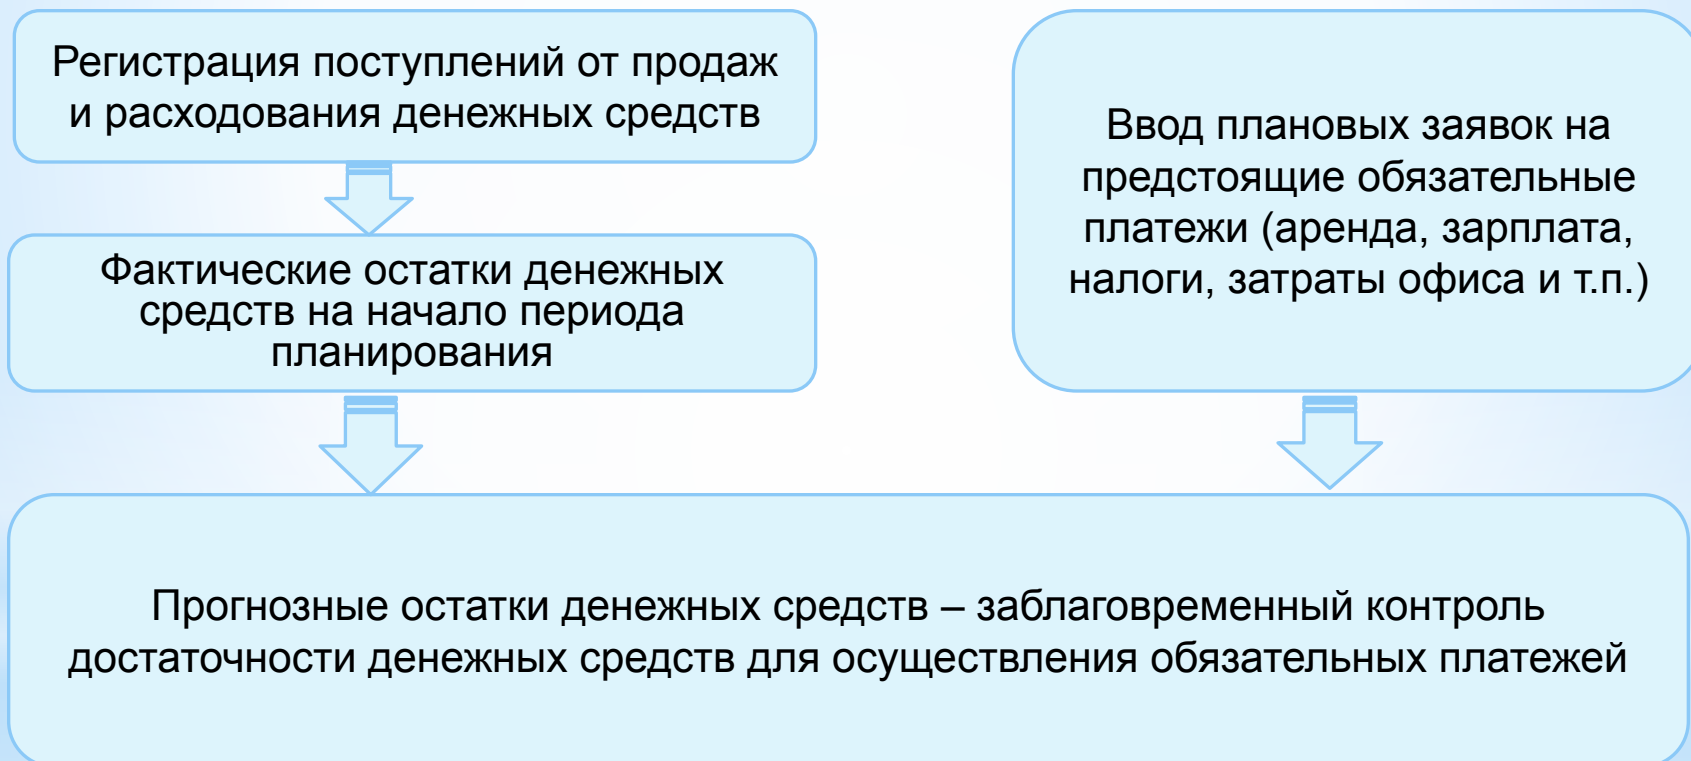 Регистрация поступлений от продаж
и расходования денежных средств
Фактические остатки денежных
средств на начало периода
планирования
Ввод плановых заявок на
предстоящие обязательные
платежи (аренда, зарплата,
налоги, затраты офиса и т.п.)
Прогнозные остатки денежных средств – заблаговременный контроль
достаточности денежных средств для осуществления обязательных платежей